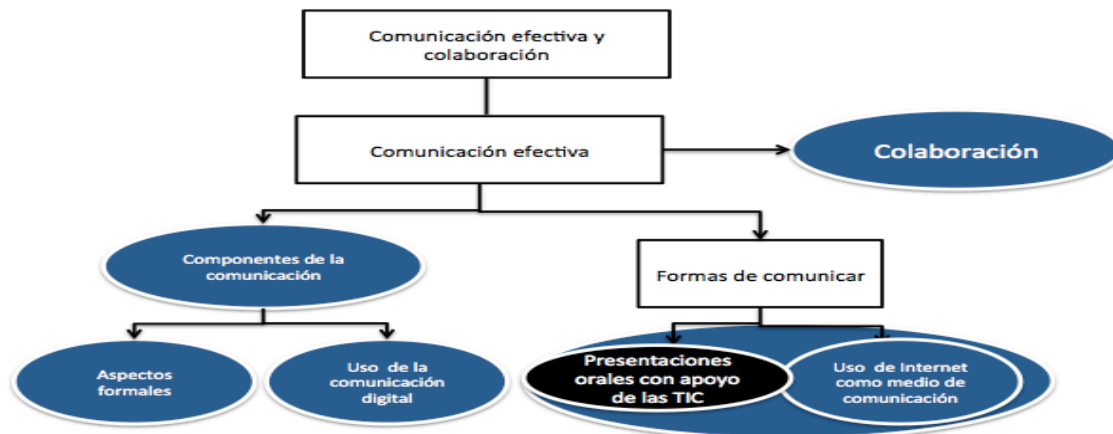 Comunicación efectiva y
colaboración
Comunicación efectiva
Colaboración
Componentes de la
comunicación
Formas de comunicar
Aspectos
formales
Uso de la
comunicación
digital
Presentaciones
orales con apoyo
de las TIC
Uso de Internet
como medio de
comunicación